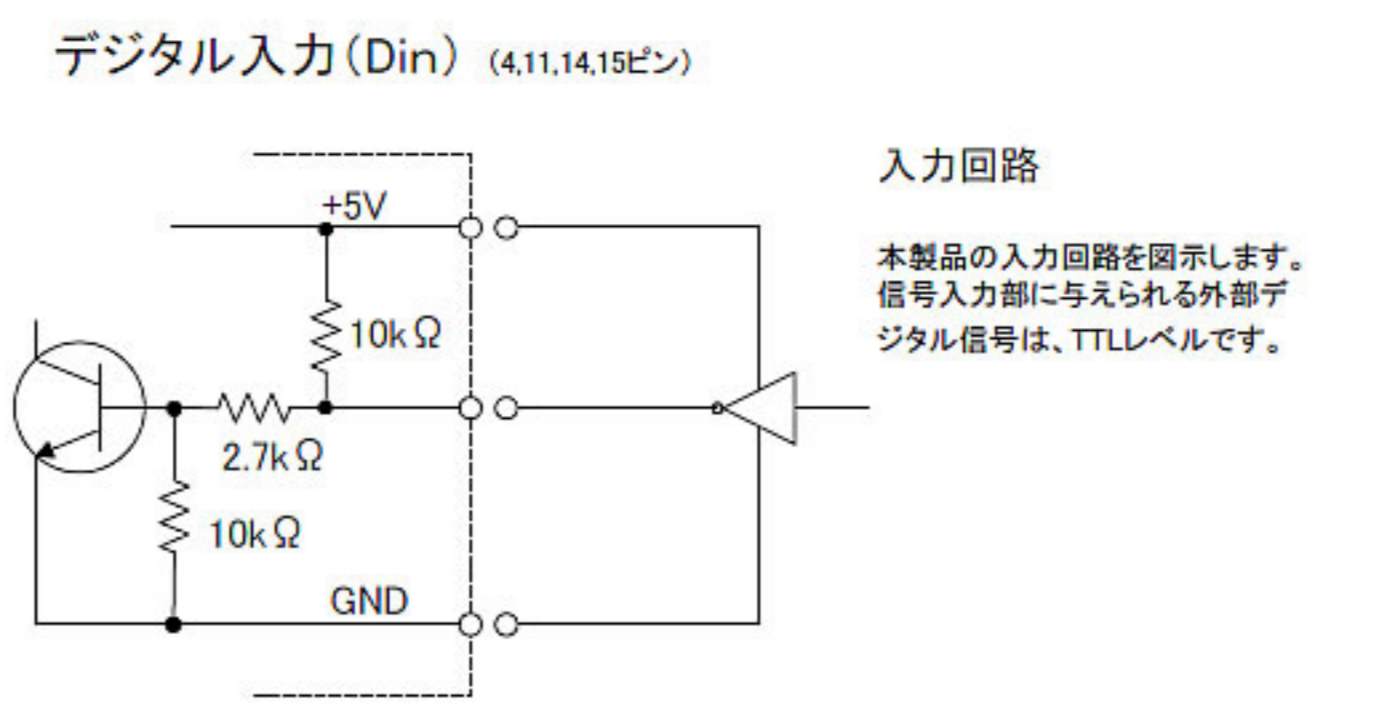 デジタル入力(Din) (4,11,14,15ピン)
入力回路
+5V
本製品の入力回路を図示します。
信号入力部に与えられる外部デ
ジタル信号は、TTLレベルです。
10kΩ
2.7kΩ
10kΩ
GND